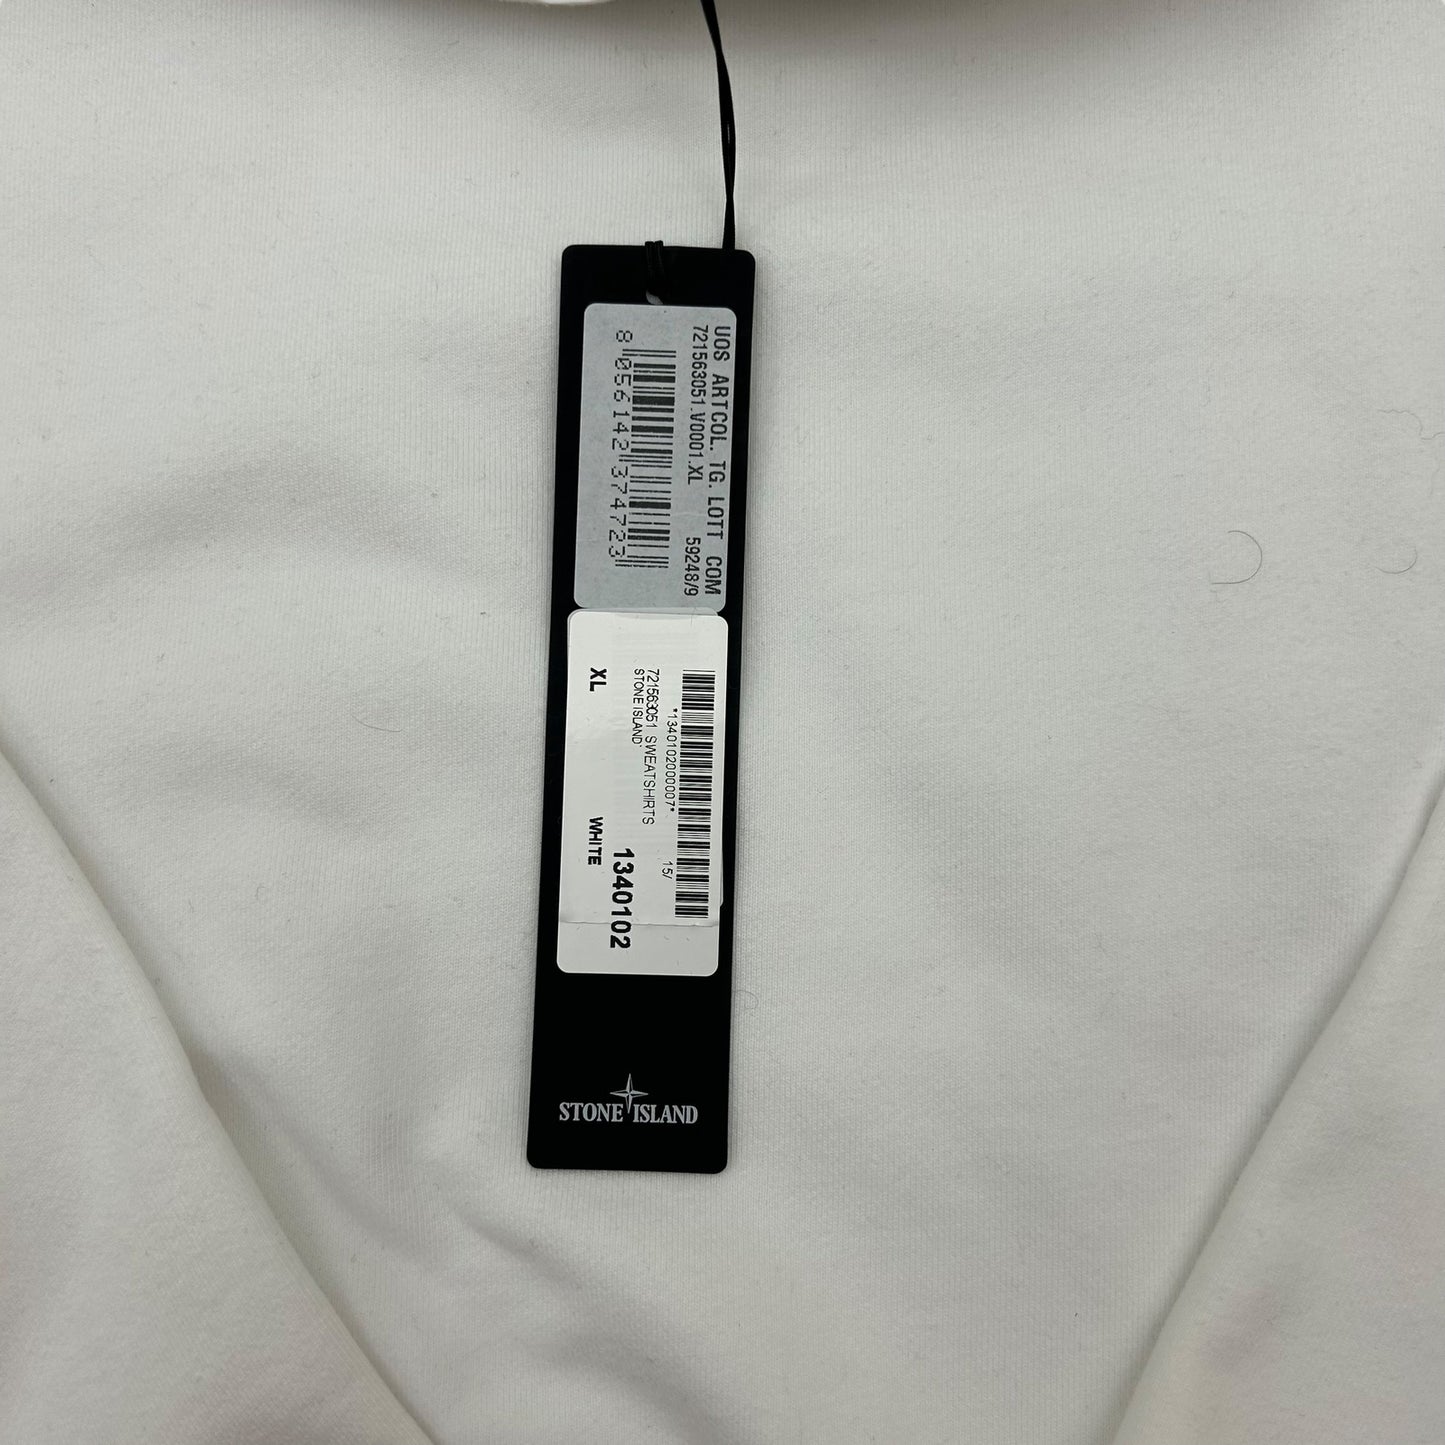 UOS ARTCOL. TG. LOTT COM
721563051.V0001.XL 59248/9
8 056142 374723
*1340102000007* 15/
721563051 SWEATSHIRTS
STONE ISLAND`
1340102
XL WHITE
STONE ISLAND